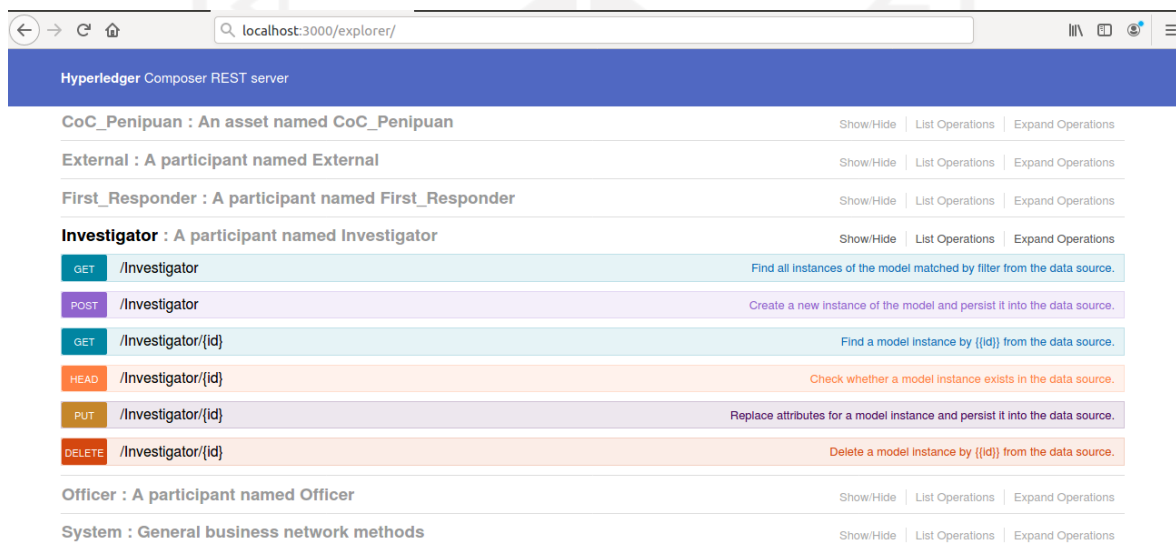 localhost:3000/explorer/
Hyperledger Composer REST server
CoC_Penipuan : An asset named CoC_Penipuan Show/Hide List Operations Expand Operations
External : A participant named External Show/Hide List Operations Expand Operations
First_Responder : A participant named First_Responder Show/Hide List Operations Expand Operations
Investigator : A participant named Investigator Show/Hide List Operations Expand Operations
GET /Investigator Find all instances of the model matched by filter from the data source.
POST /Investigator Create a new instance of the model and persist it into the data source.
GET /Investigator/{id} Find a model instance by {{id}} from the data source.
HEAD /Investigator/{id} Check whether a model instance exists in the data source.
PUT /Investigator/{id} Replace attributes for a model instance and persist it into the data source.
DELETE /Investigator/{id} Delete a model instance by {{id}} from the data source.
Officer : A participant named Officer Show/Hide List Operations Expand Operations
System : General business network methods Show/Hide List Operations Expand Operations